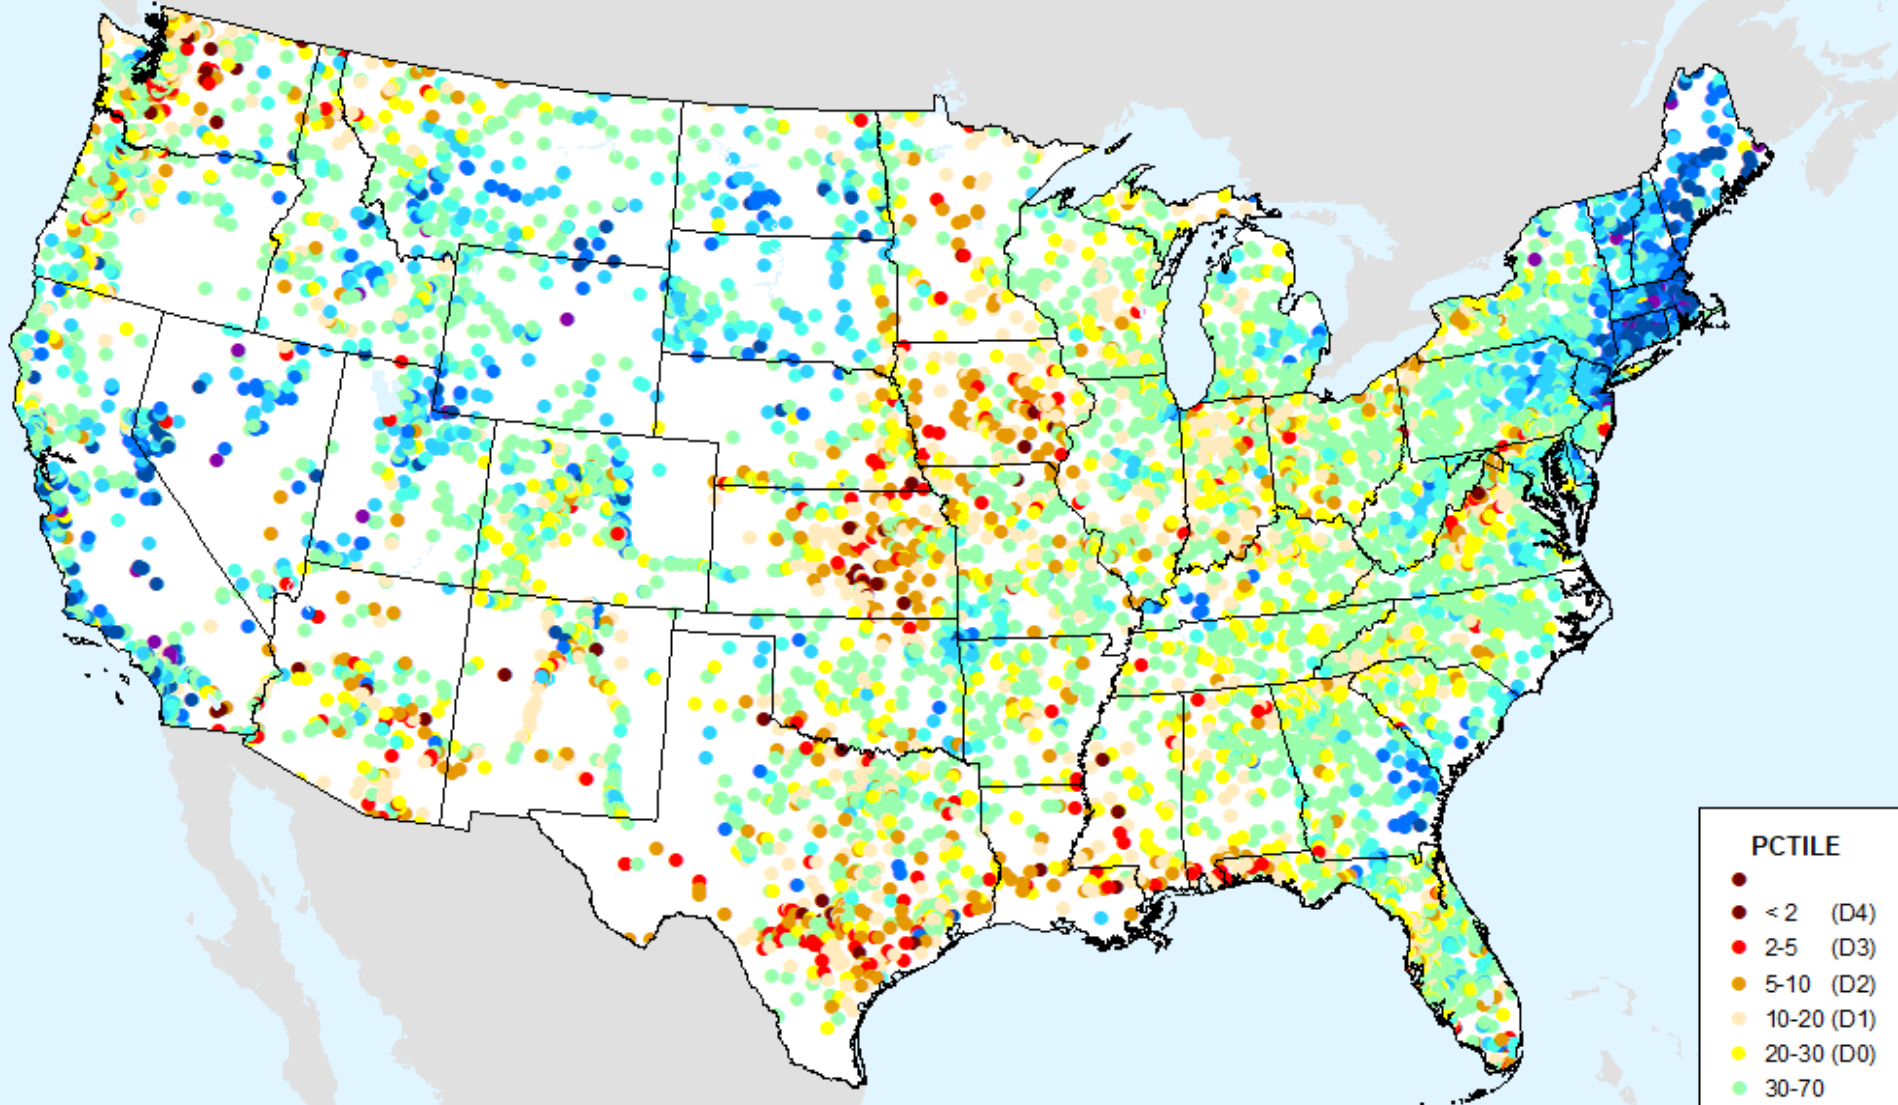 PCTILE
< 2 (D4)
2-5 (D3)
5-10 (D2)
10-20 (D1)
20-30 (D0)
30-70